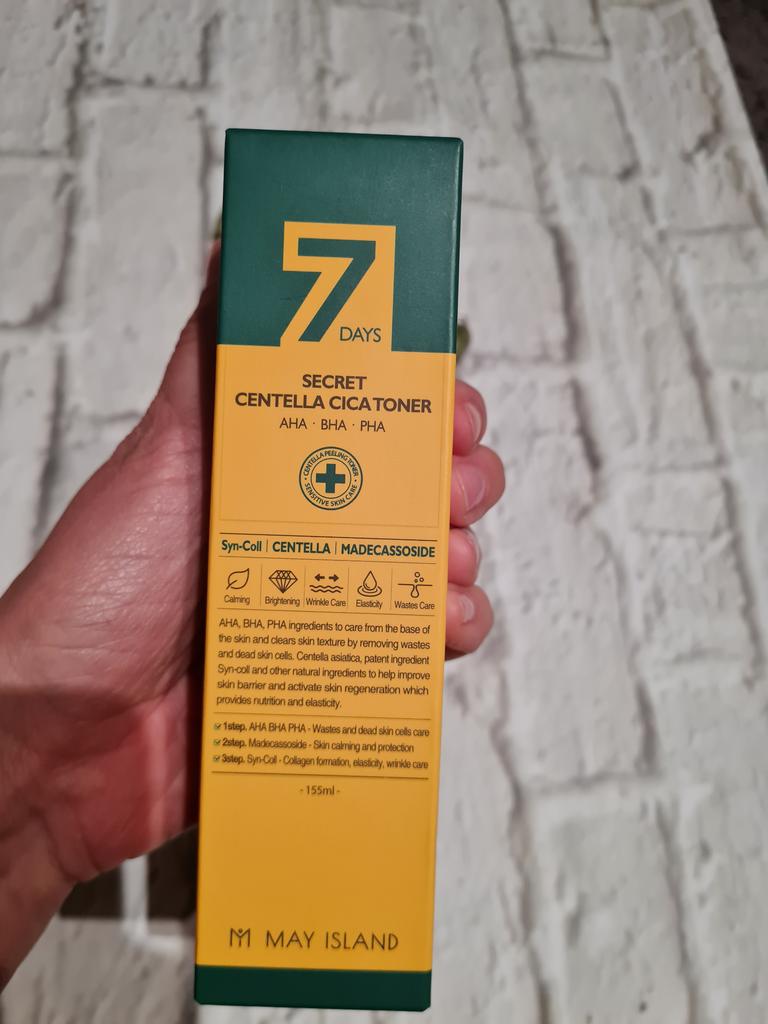 7
DAYS
SECRET
CENTELLA CICA TONER
AHA · BHA · PHA
CENTELLA PEELING TONER
SENSITIVE SKIN CARE
Syn-Coll | CENTELLA | MADECASSOSIDE
Calming Brightening Wrinkle Care Elasticity Wastes Care
AHA, BHA, PHA ingredients to care from the base of
the skin and clears skin texture by removing wastes
and dead skin cells. Centella asiatica, patent ingredient
Syn-coll and other natural ingredients to help improve
skin barrier and activate skin regeneration which
provides nutrition and elasticity.
1step. AHA BHA PHA - Wastes and dead skin cells care
2step. Madecassoside - Skin calming and protection
3step. Syn-Coll - Collagen formation, elasticity, wrinkle care
- 155ml -
MAY ISLAND